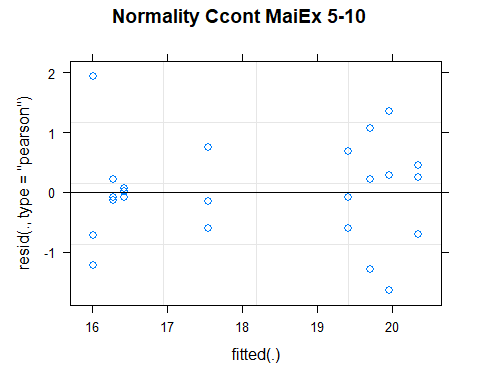 Normality Ccont MaiEx 5-10
resid(., type = "pearson")
2
1
0
-1
16 17 18 19 20
fitted(.)